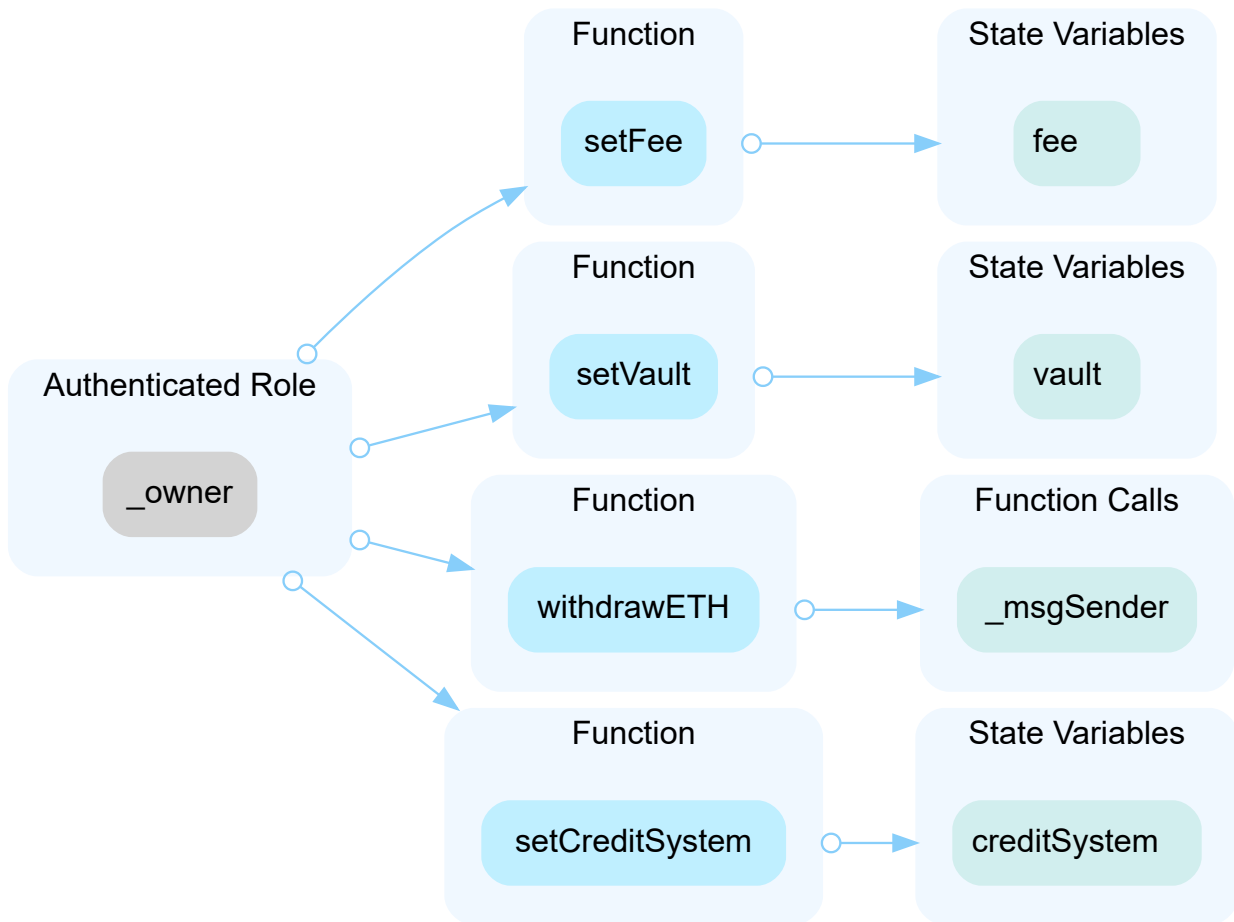 Function
State Variables
setFee
fee
Function
State Variables
setVault
vault
Authenticated Role
_owner
Function
Function Calls
withdrawETH
_msgSender
Function
State Variables
setCreditSystem
creditSystem